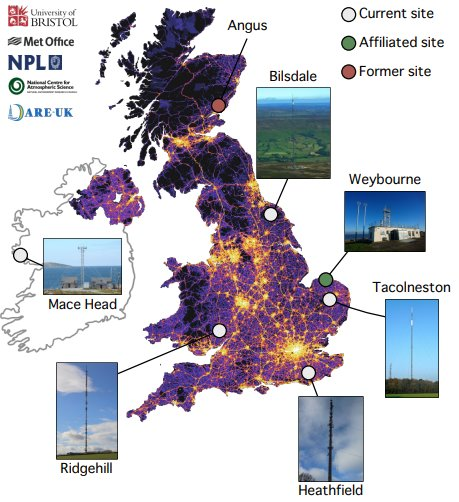 University of
BRISTOL
Met Office
NPL
National Centre for
Atmospheric Science
DARE-UK
Current site
Affiliated site
Former site
Angus
Bilsdale
Weybourne
Tacolneston
Mace Head
Ridgehill
Heathfield